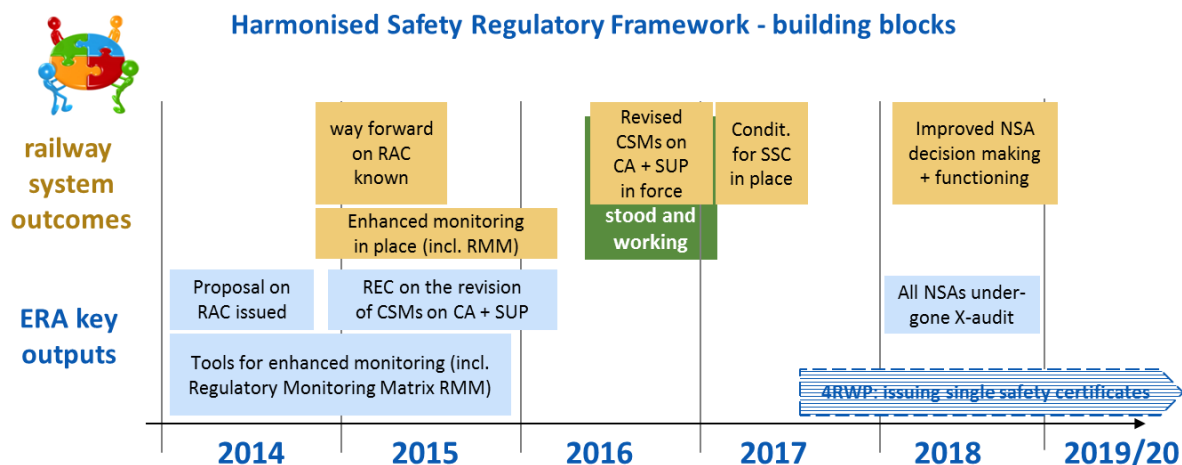 Harmonised Safety Regulatory Framework - building blocks
railway
system
outcomes
way forward
on RAC
known
Enhanced monitoring
in place (incl. RMM)
Revised
CSMs on
CA + SUP
in force
stood and
working
Condit.
for SSC
in place
Improved NSA
decision making
+ functioning
ERA key
outputs
Proposal on
RAC issued
REC on the revision
of CSMs on CA + SUP
Tools for enhanced monitoring (incl.
Regulatory Monitoring Matrix RMM)
All NSAs under-
gone X-audit
4RWP: issuing single safety certificates
2014
2015
2016
2017
2018
2019/20